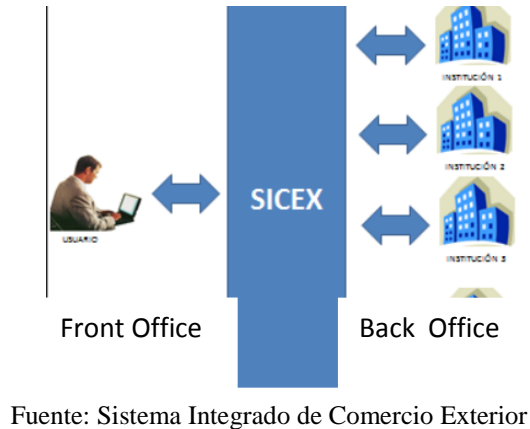 INSTITUCIÓN 1
INSTITUCIÓN 2
SICEX
USUARIO
INSTITUCIÓN 3
Front Office
Back Office
Fuente: Sistema Integrado de Comercio Exterior